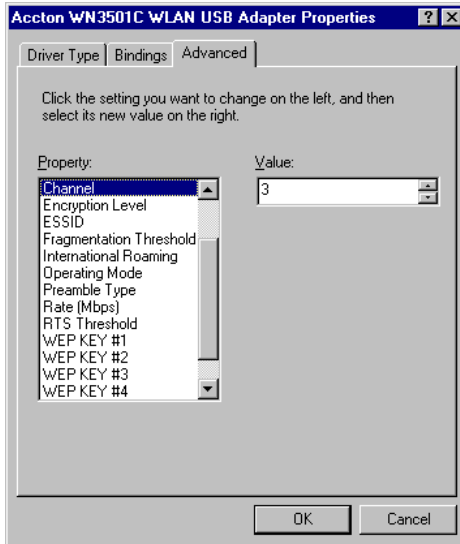 Accton WN3501C WLAN USB Adapter Properties
Driver Type Bindings Advanced
Click the setting you want to change on the left, and then
select its new value on the right.
Property:
Channel
Encryption Level
ESSID
Fragmentation Threshold
International Roaming
Operating Mode
Preamble Type
Rate (Mbps)
RTS Threshold
WEP KEY #1
WEP KEY #2
WEP KEY #3
WEP KEY #4
Value:
3
OK Cancel